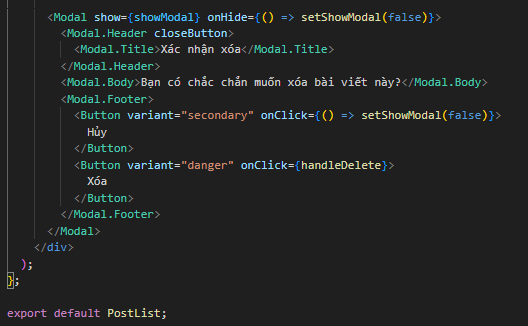 <Modal show={showModal} onHide={() => setShowModal(false)}>
<Modal.Header closeButton>
<Modal.Title>Xác nhận xóa</Modal.Title>
</Modal.Header>
<Modal.Body>Bạn có chắc chắn muốn xóa bài viết này?</Modal.Body>
<Modal.Footer>
<Button variant="secondary" onClick={() => setShowModal(false)}>
Hủy
</Button>
<Button variant="danger" onClick={handleDelete}>
Xóa
</Button>
</Modal.Footer>
</Modal>
</div>
);
};
export default PostList;